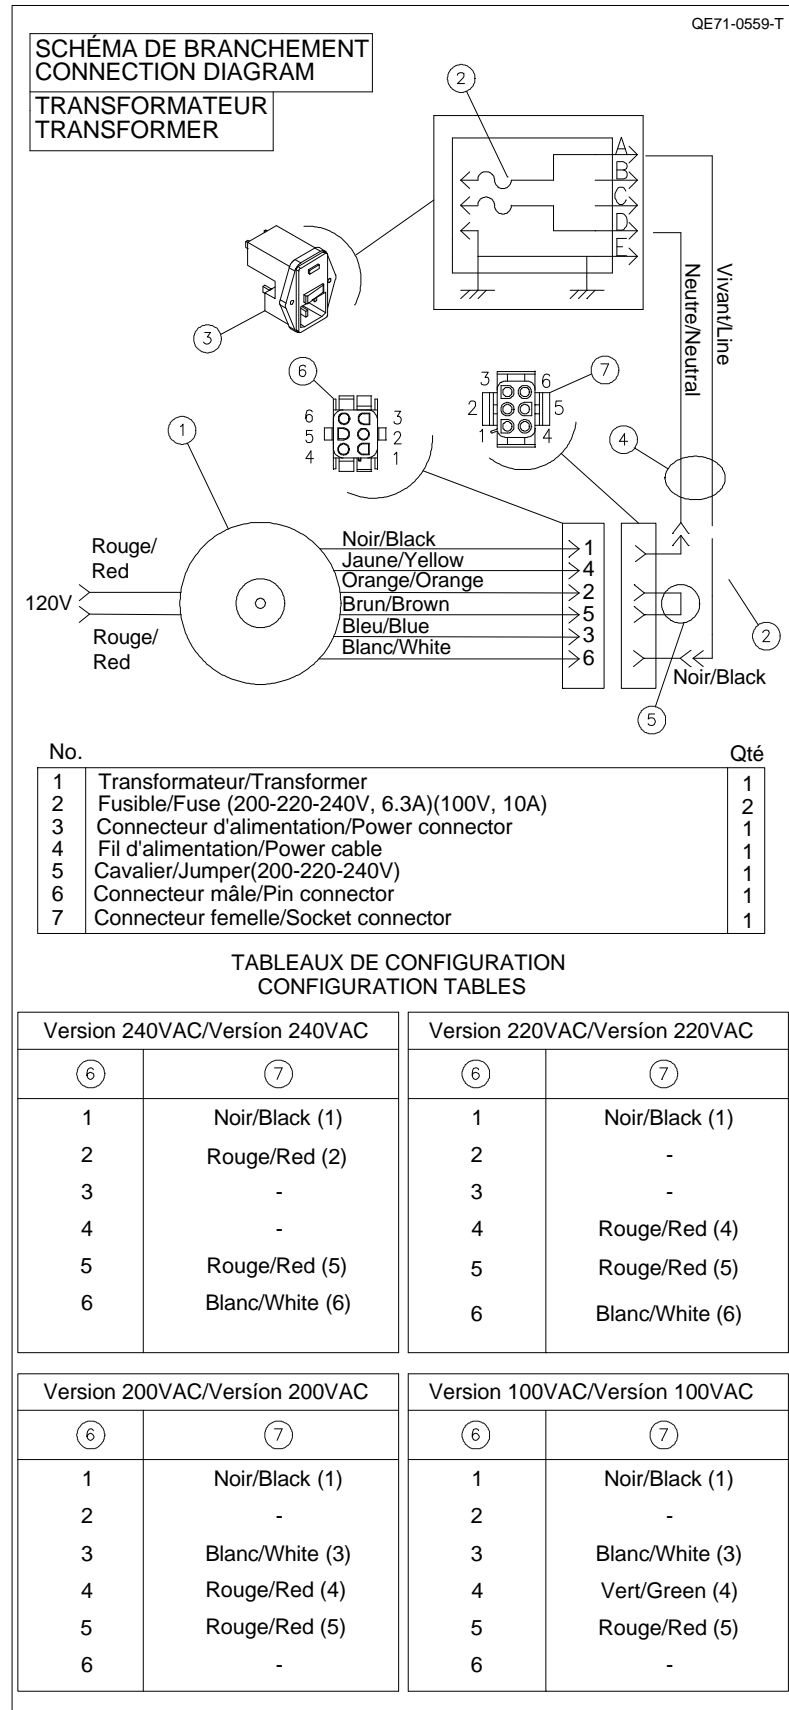 QE71-0559-T
SCHÉMA DE BRANCHEMENT
CONNECTION DIAGRAM
TRANSFORMATEUR
TRANSFORMER
2
A
B
C
D
E
3
Neutre/Neutral
Vivant/Line
6
7
6 3
5 2
4 1
3 6
2 5
1 4
1
4
Rouge/
Red
120V
Rouge/
Red
Noir/Black
Jaune/Yellow
Orange/Orange
Brun/Brown
Bleu/Blue
Blanc/White
1
4
2
5
3
6
2
Noir/Black
5
No. Qté
1 Transformateur/Transformer 1
2 Fusible/Fuse (200-220-240V, 6.3A)(100V, 10A) 2
3 Connecteur d'alimentation/Power connector 1
4 Fil d'alimentation/Power cable 1
5 Cavalier/Jumper(200-220-240V) 1
6 Connecteur mâle/Pin connector 1
7 Connecteur femelle/Socket connector 1
TABLEAUX DE CONFIGURATION
CONFIGURATION TABLES
Version 240VAC/Versíon 240VAC
6 7
1 Noir/Black (1)
2 Rouge/Red (2)
3 -
4 -
5 Rouge/Red (5)
6 Blanc/White (6)
Version 220VAC/Versíon 220VAC
6 7
1 Noir/Black (1)
2 -
3 -
4 Rouge/Red (4)
5 Rouge/Red (5)
6 Blanc/White (6)
Version 200VAC/Versíon 200VAC
6 7
1 Noir/Black (1)
2 -
3 Blanc/White (3)
4 Rouge/Red (4)
5 Rouge/Red (5)
6 -
Version 100VAC/Versíon 100VAC
6 7
1 Noir/Black (1)
2 -
3 Blanc/White (3)
4 Vert/Green (4)
5 Rouge/Red (5)
6 -